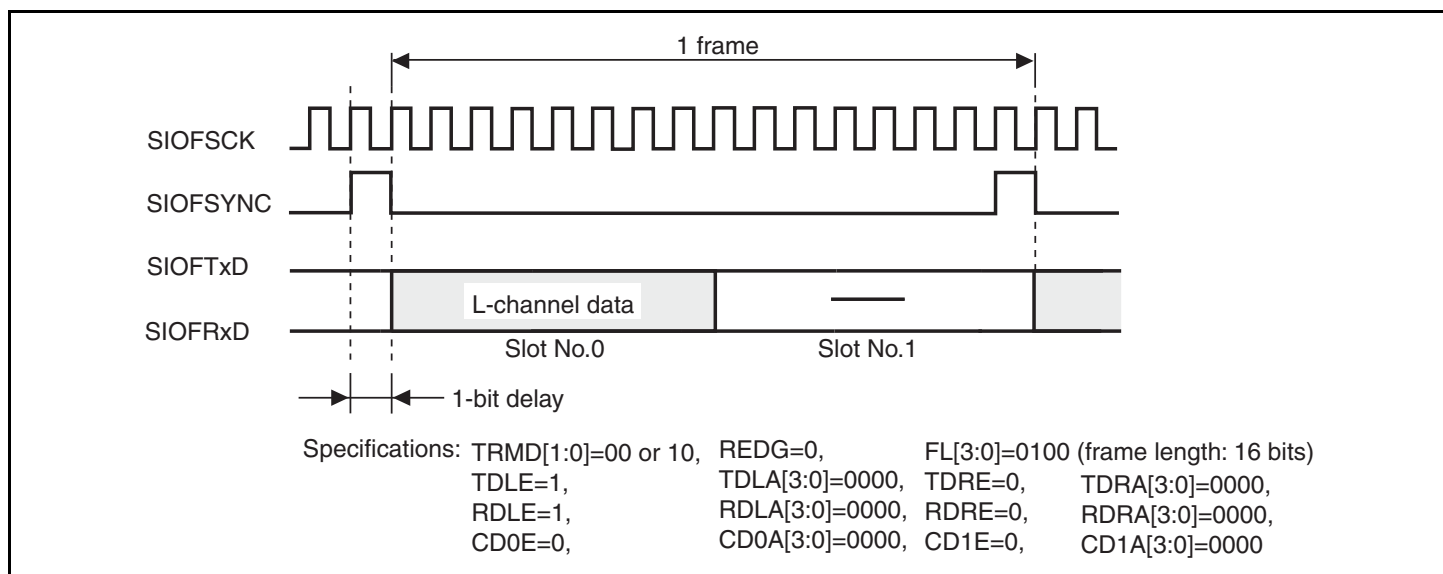 1 frame
SIOFSCK
SIOFSYNC
SIOFTxD
L-channel data
SIOFRxD
Slot No.0 Slot No.1
1-bit delay
Specifications: TRMD[1:0]=00 or 10, REDG=0, FL[3:0]=0100 (frame length: 16 bits)
TDLE=1, TDLA[3:0]=0000, TDRE=0, TDRA[3:0]=0000,
RDLE=1, RDLA[3:0]=0000, RDRE=0, RDRA[3:0]=0000,
CD0E=0, CD0A[3:0]=0000, CD1E=0, CD1A[3:0]=0000